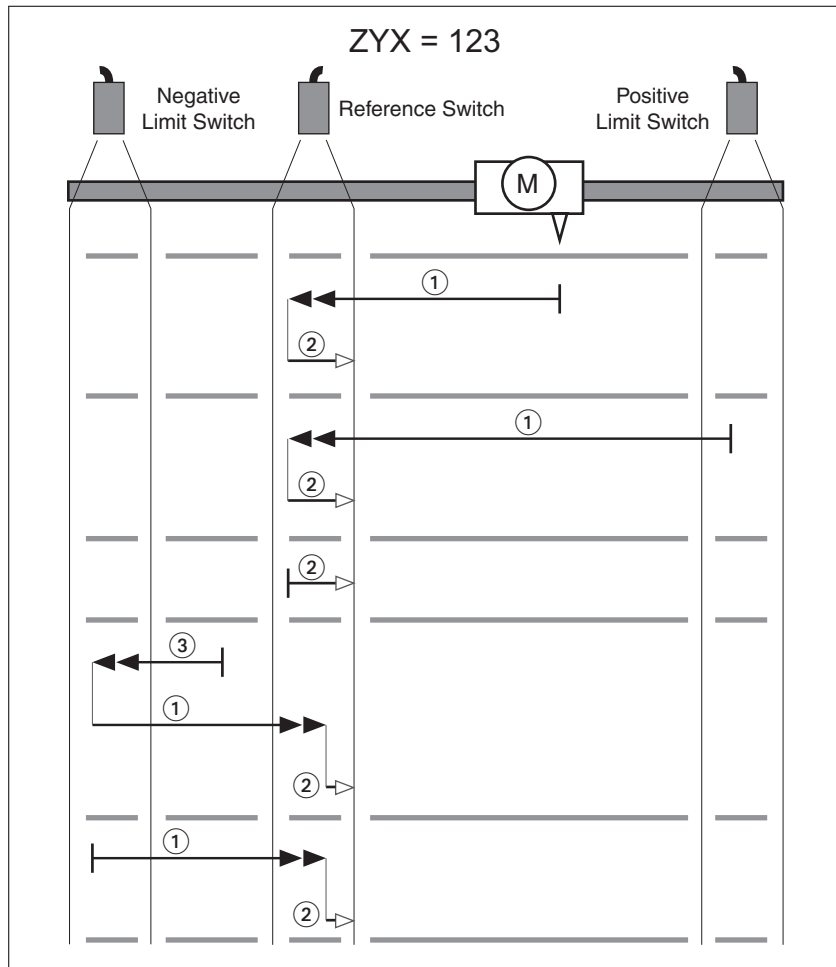 ZYX = 123
Negative
Limit Switch
Reference Switch
Positive
Limit Switch
M
①
②
①
②
②
③
①
②
①
②